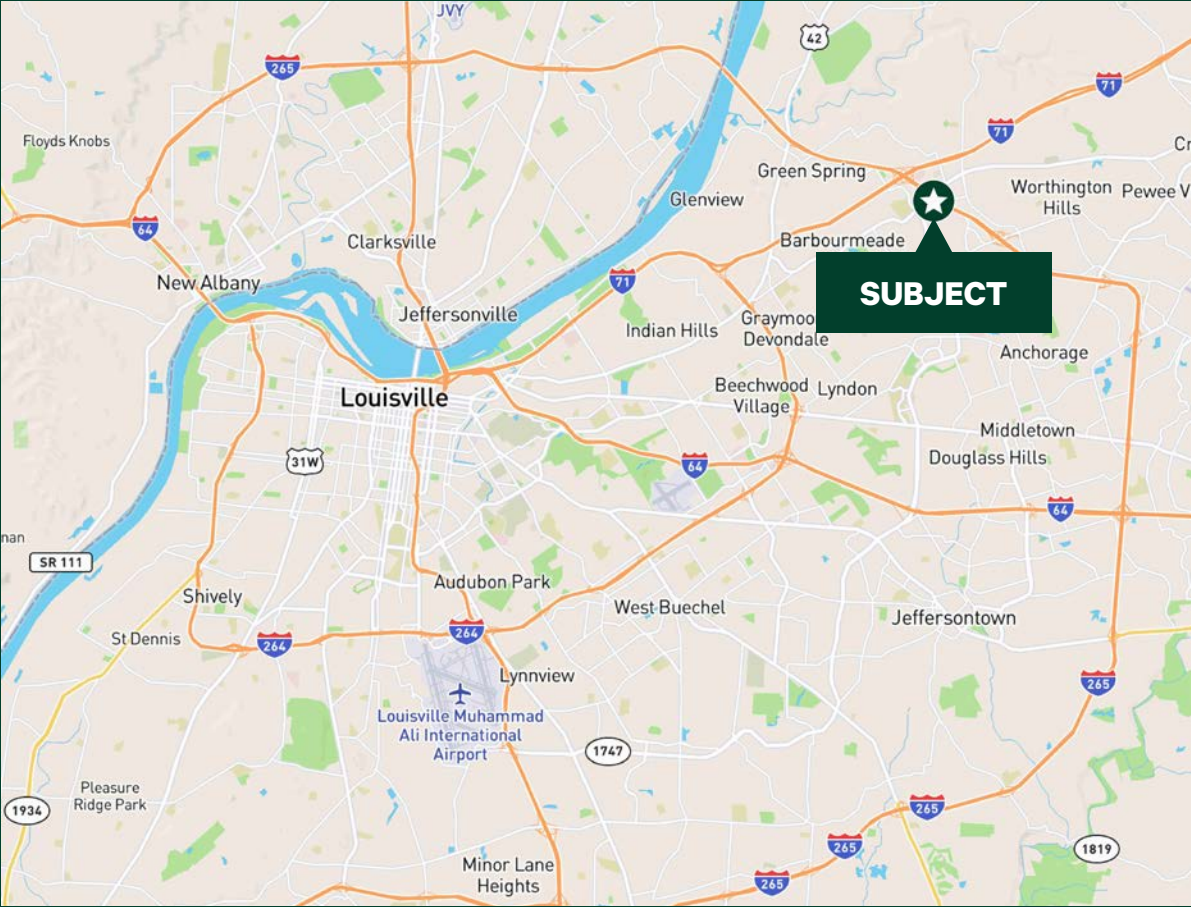 JVY
42
265
71
71
Floyds Knobs
Cr
Green Spring
Worthington
Hills
Pewee V
Glenview
64
Clarksville
Barbourmeade
New Albany
71
SUBJECT
Jeffersonville
Indian Hills
Graymoo
Devondale
Anchorage
Louisville
Beechwood
Village
Lyndon
Middletown
Douglass Hills
31W
64
64
nan
SR 111
Audubon Park
Shively
West Buechel
Jeffersontown
St Dennis
264
264
Lynnview
265
Louisville Muhammad
Ali International
Airport
1747
Pleasure
Ridge Park
1934
265
265
1819
Minor Lane
Heights
265